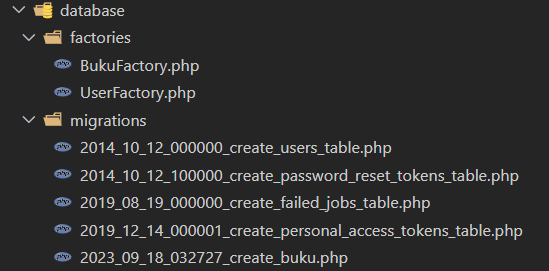 database
factories
BukuFactory.php
UserFactory.php
migrations
2014_10_12_000000_create_users_table.php
2014_10_12_100000_create_password_reset_tokens_table.php
2019_08_19_000000_create_failed_jobs_table.php
2019_12_14_000001_create_personal_access_tokens_table.php
2023_09_18_032727_create_buku.php